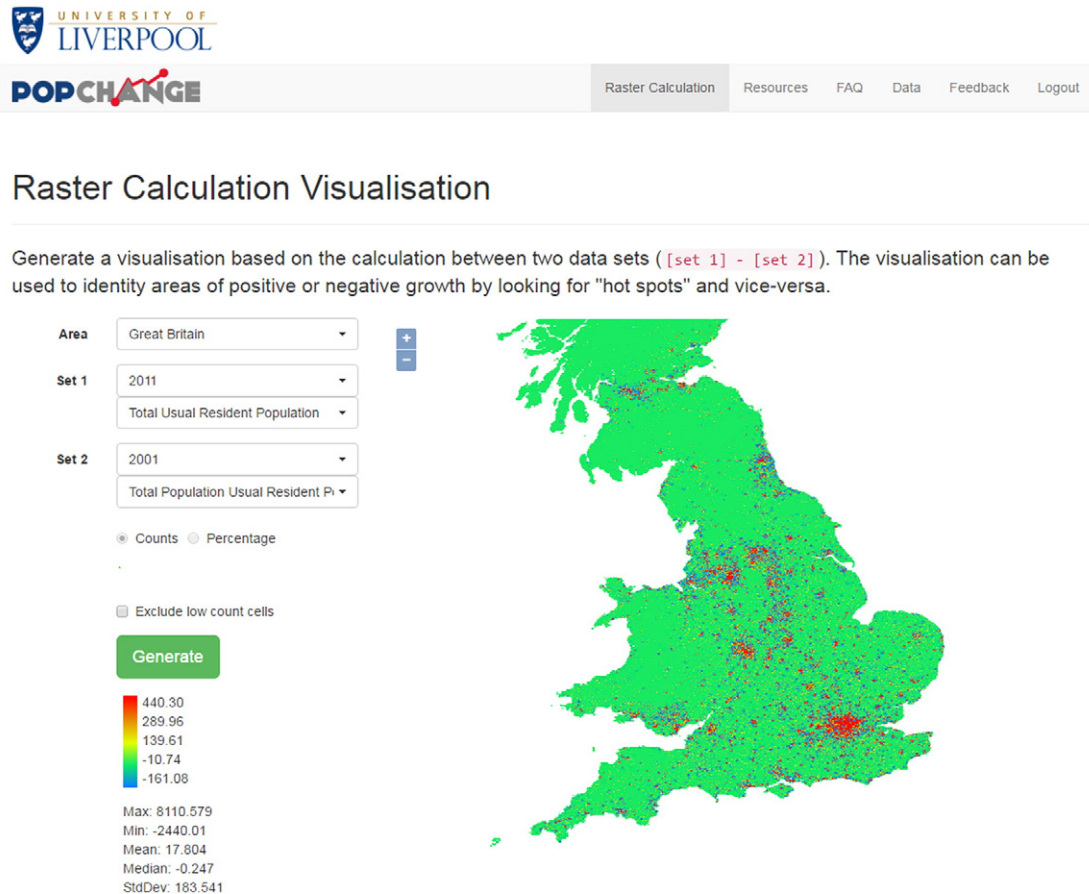 UNIVERSITY OF
LIVERPOOL
POPCHANGE
Raster Calculation Resources FAQ Data Feedback Logout
Raster Calculation Visualisation
Generate a visualisation based on the calculation between two data sets ( [set 1] - [set 2] ). The visualisation can be
used to identity areas of positive or negative growth by looking for "hot spots" and vice-versa.
Area Great Britain
+
−
Set 1 2011
Total Usual Resident Population
Set 2 2001
Total Population Usual Resident P
Counts Percentage
Exclude low count cells
Generate
440.30
289.96
139.61
-10.74
-161.08
Max: 8110.579
Min: -2440.01
Mean: 17.804
Median: -0.247
StdDev: 183.541